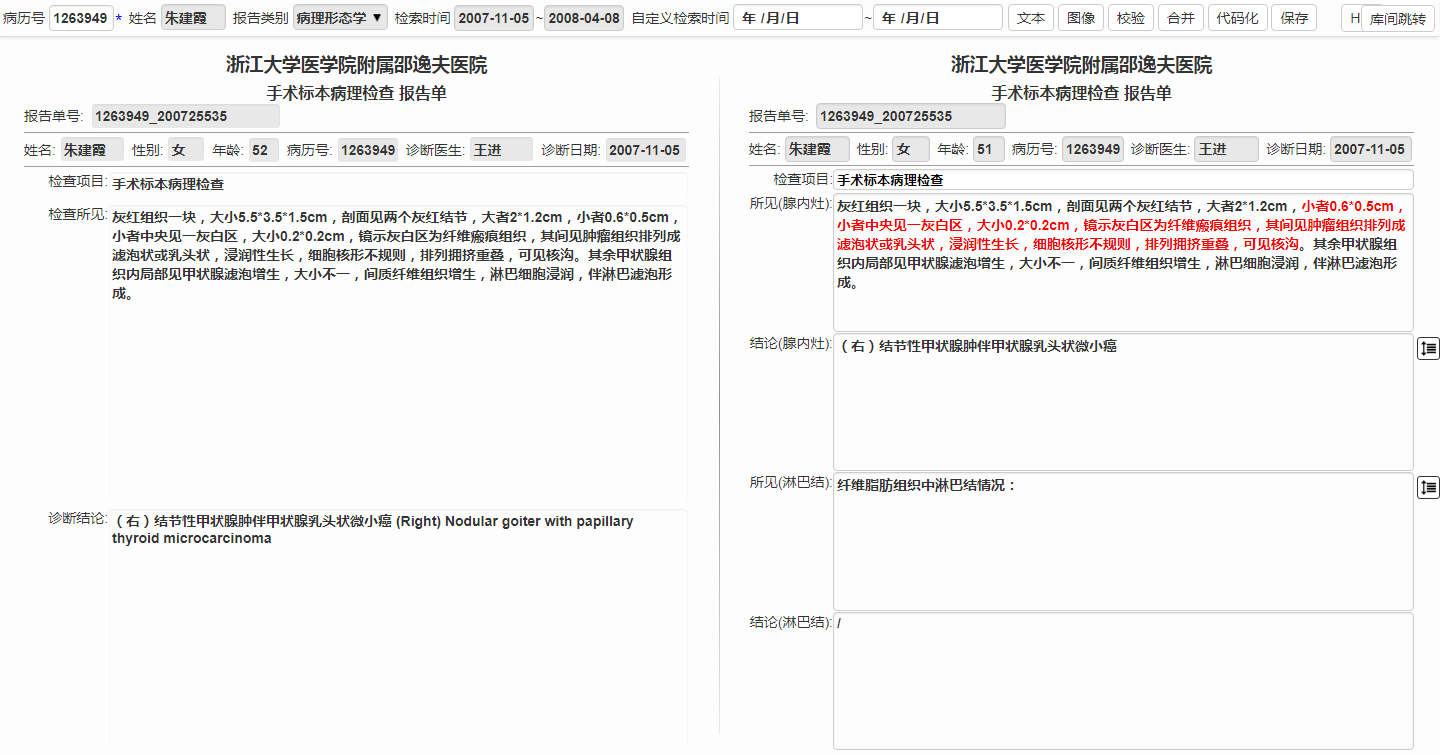 病历号 1263949 * 姓名 朱建霞 报告类别 病理形态学 ▼ 检索时间 2007-11-05 ~ 2008-04-08 自定义检索时间 年 /月/日 ~ 年 /月/日 文本 图像 校验 合并 代码化 保存 H 库间跳转
浙江大学医学院附属邵逸夫医院
手术标本病理检查 报告单
报告单号: 1263949_200725535
姓名: 朱建霞 性别: 女 年龄: 52 病历号: 1263949 诊断医生: 王进 诊断日期: 2007-11-05
检查项目: 手术标本病理检查
检查所见: 灰红组织一块，大小5.5*3.5*1.5cm，剖面见两个灰红结节，大者2*1.2cm，小者0.6*0.5cm，
小者中央见一灰白区，大小0.2*0.2cm，镜示灰白区为纤维瘢痕组织，其间见肿瘤组织排列成
滤泡状或乳头状，浸润性生长，细胞核形不规则，排列拥挤重叠，可见核沟。其余甲状腺组
织内局部见甲状腺滤泡增生，大小不一，间质纤维组织增生，淋巴细胞浸润，伴淋巴滤泡形
成。
诊断结论: （右）结节性甲状腺肿伴甲状腺乳头状微小癌 (Right) Nodular goiter with papillary
thyroid microcarcinoma
浙江大学医学院附属邵逸夫医院
手术标本病理检查 报告单
报告单号: 1263949_200725535
姓名: 朱建霞 性别: 女 年龄: 51 病历号: 1263949 诊断医生: 王进 诊断日期: 2007-11-05
检查项目: 手术标本病理检查
所见(腺内灶): 灰红组织一块，大小5.5*3.5*1.5cm，剖面见两个灰红结节，大者2*1.2cm，小者0.6*0.5cm，
小者中央见一灰白区，大小0.2*0.2cm，镜示灰白区为纤维瘢痕组织，其间见肿瘤组织排列成
滤泡状或乳头状，浸润性生长，细胞核形不规则，排列拥挤重叠，可见核沟。其余甲状腺组
织内局部见甲状腺滤泡增生，大小不一，间质纤维组织增生，淋巴细胞浸润，伴淋巴滤泡形
成。
结论(腺内灶): （右）结节性甲状腺肿伴甲状腺乳头状微小癌
所见(淋巴结): 纤维脂肪组织中淋巴结情况：
结论(淋巴结): /